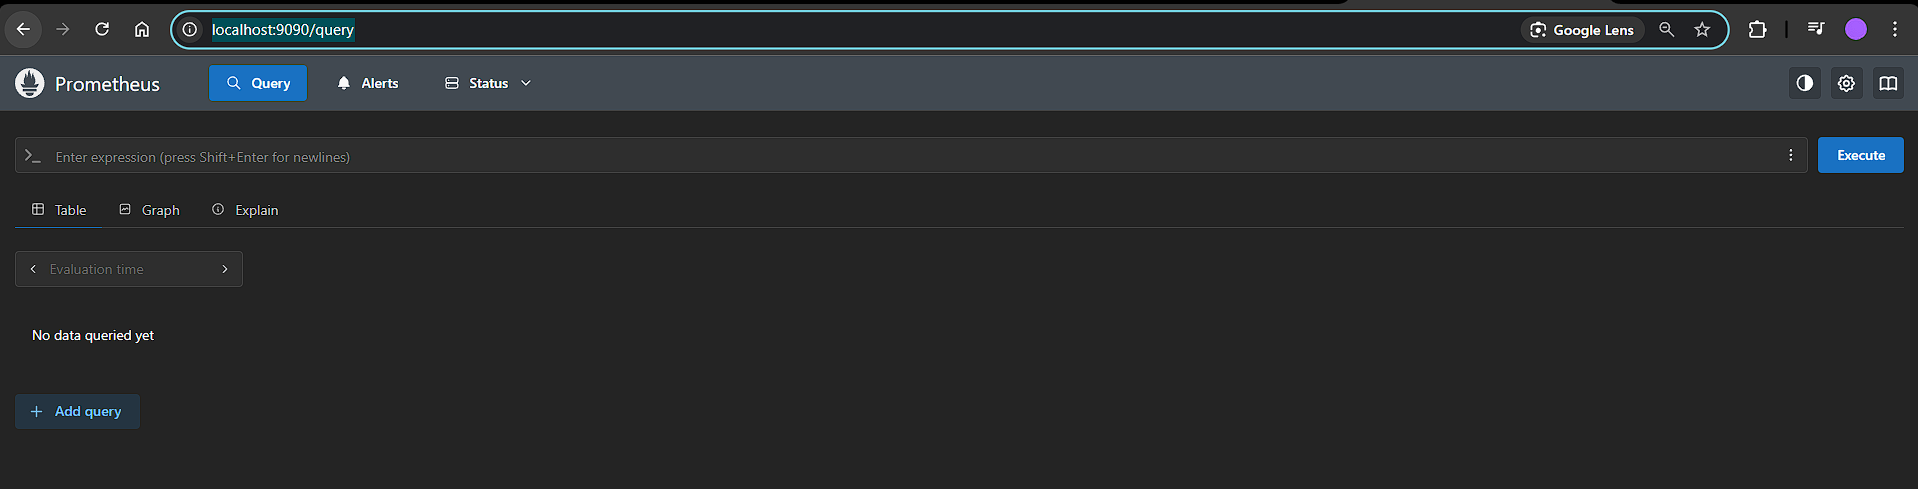 localhost:9090/query
Google Lens
Prometheus
Query
Alerts
Status
Enter expression (press Shift+Enter for newlines)
Execute
Table
Graph
Explain
Evaluation time
No data queried yet
Add query